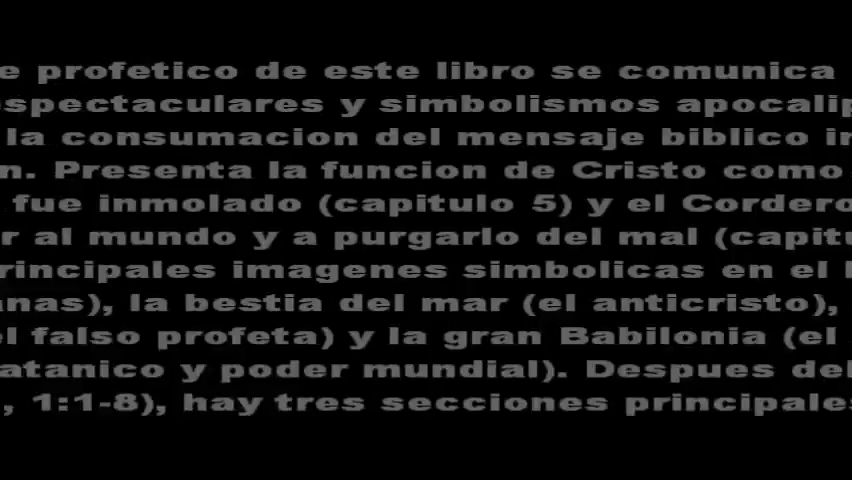 e profetico de este libro se comunica
spectaculares y simbolismos apocalip
la consumacion del mensaje biblico in
n. Presenta la funcion de Cristo como
fue inmolado (capitulo 5) y el Cordero
r al mundo y a purgarlo del mal (capitu
rincipales imagenes simbolicas en el
anas), la bestia del mar (el anticristo),
el falso profeta) y la gran Babilonia (el
atanico y poder mundial). Despues del
, 1:1-8), hay tres secciones principales